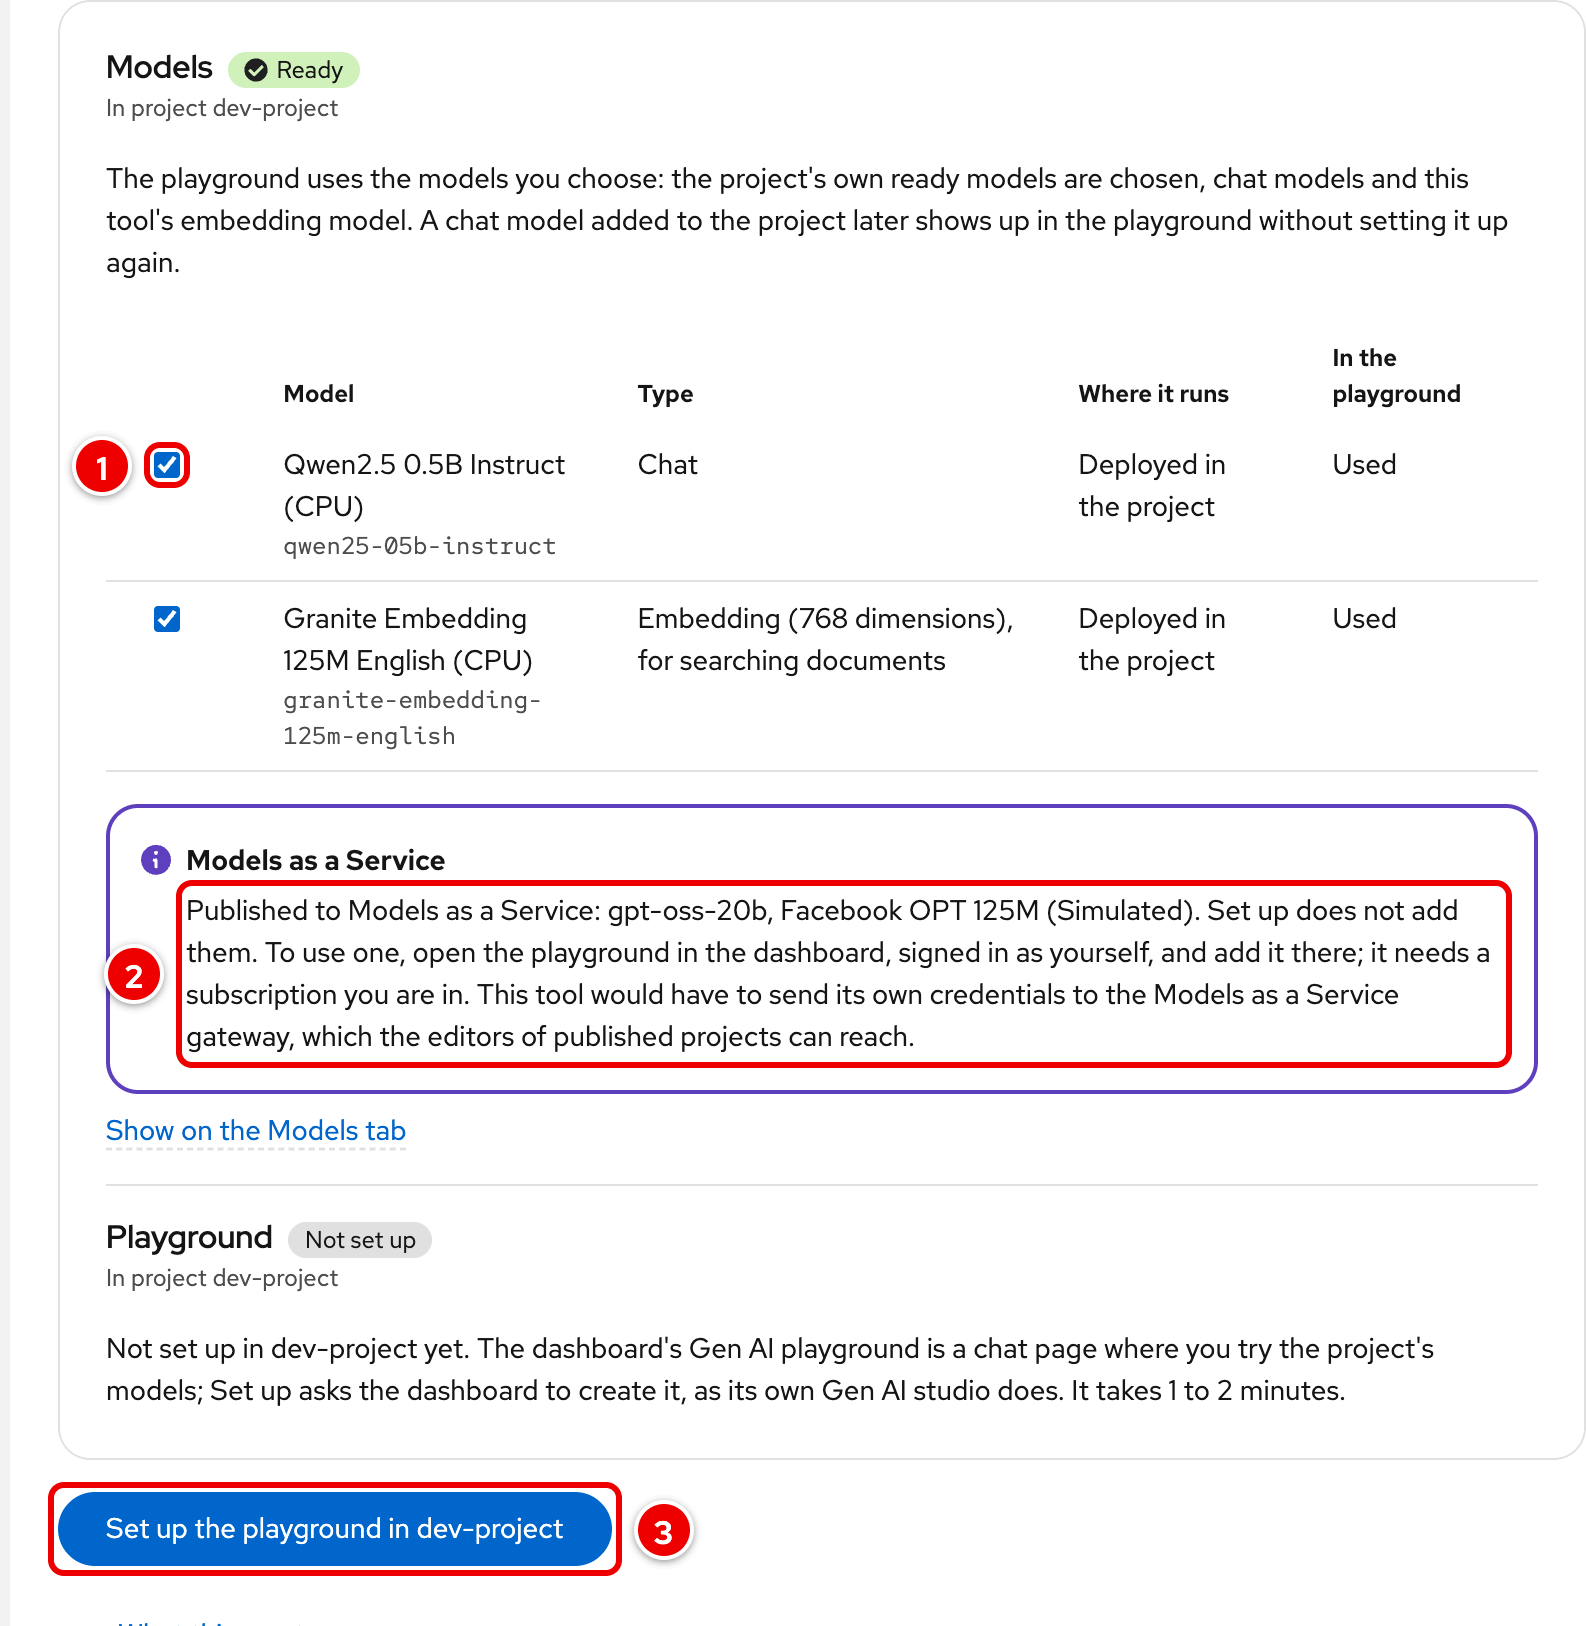 Models Ready
In project dev-project
The playground uses the models you choose: the project's own ready models are chosen, chat models and this
tool's embedding model. A chat model added to the project later shows up in the playground without setting it up
again.
Model Type Where it runs In the playground
1
Qwen2.5 0.5B Instruct (CPU)
qwen25-05b-instruct
Chat
Deployed in the project
Used
Granite Embedding 125M English (CPU)
granite-embedding-125m-english
Embedding (768 dimensions), for searching documents
Deployed in the project
Used
Models as a Service
2
Published to Models as a Service: gpt-oss-20b, Facebook OPT 125M (Simulated). Set up does not add
them. To use one, open the playground in the dashboard, signed in as yourself, and add it there; it needs a
subscription you are in. This tool would have to send its own credentials to the Models as a Service
gateway, which the editors of published projects can reach.
Show on the Models tab
Playground Not set up
In project dev-project
Not set up in dev-project yet. The dashboard's Gen AI playground is a chat page where you try the project's
models; Set up asks the dashboard to create it, as its own Gen AI studio does. It takes 1 to 2 minutes.
Set up the playground in dev-project
3